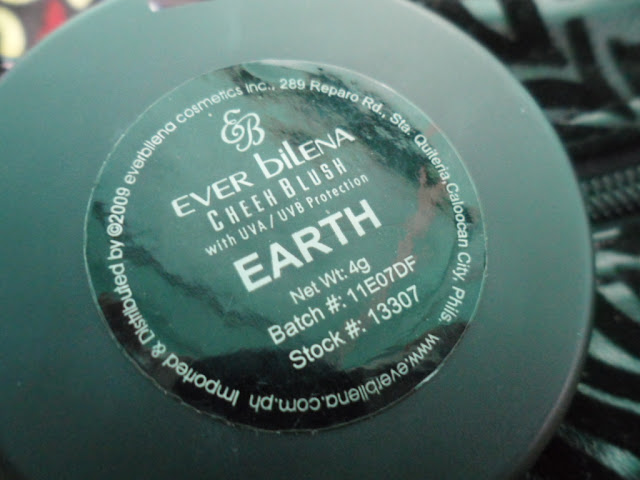 EB
EVER biLENA
CHEEK BLUSH
with UVA / UVB Protection
EARTH
Net Wt: 4g
Batch #: 11E07DF
Stock #: 13307
Imported & Distributed by ©2009 everbilena cosmetics Inc., 289 Reparo Rd., Sta. Quiteria, Caloocan City, Phils.
www.everbilena.com.ph